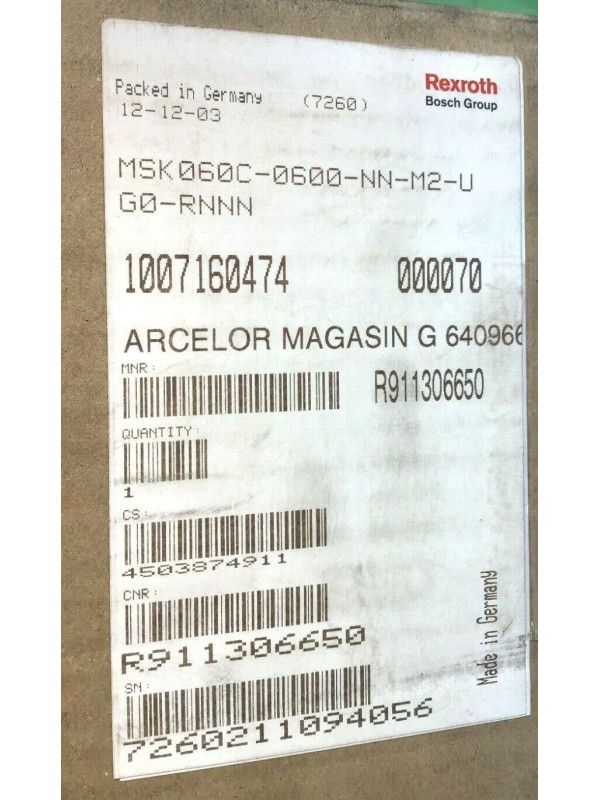 Rexroth
Bosch Group
Packed in Germany (7260)
12-12-03
MSK060C-0600-NN-M2-U
G0-RNNN
1007160474 000070
ARCELOR MAGASIN G 640966
MNR:
R911306650
QUANTITY:
1
CS:
4503874911
CNR:
R911306650
SN:
7260211094056
Made in Germany